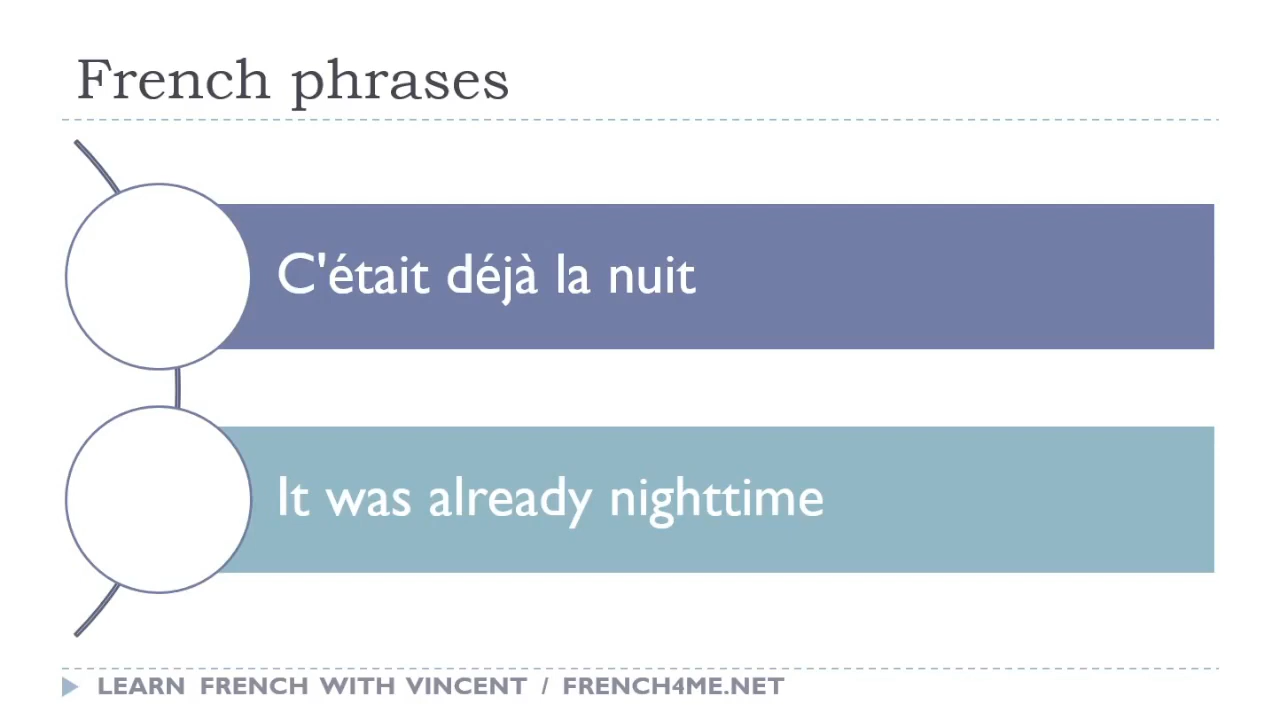 French phrases
C'était déjà la nuit
It was already nighttime
LEARN FRENCH WITH VINCENT / FRENCH4ME.NET